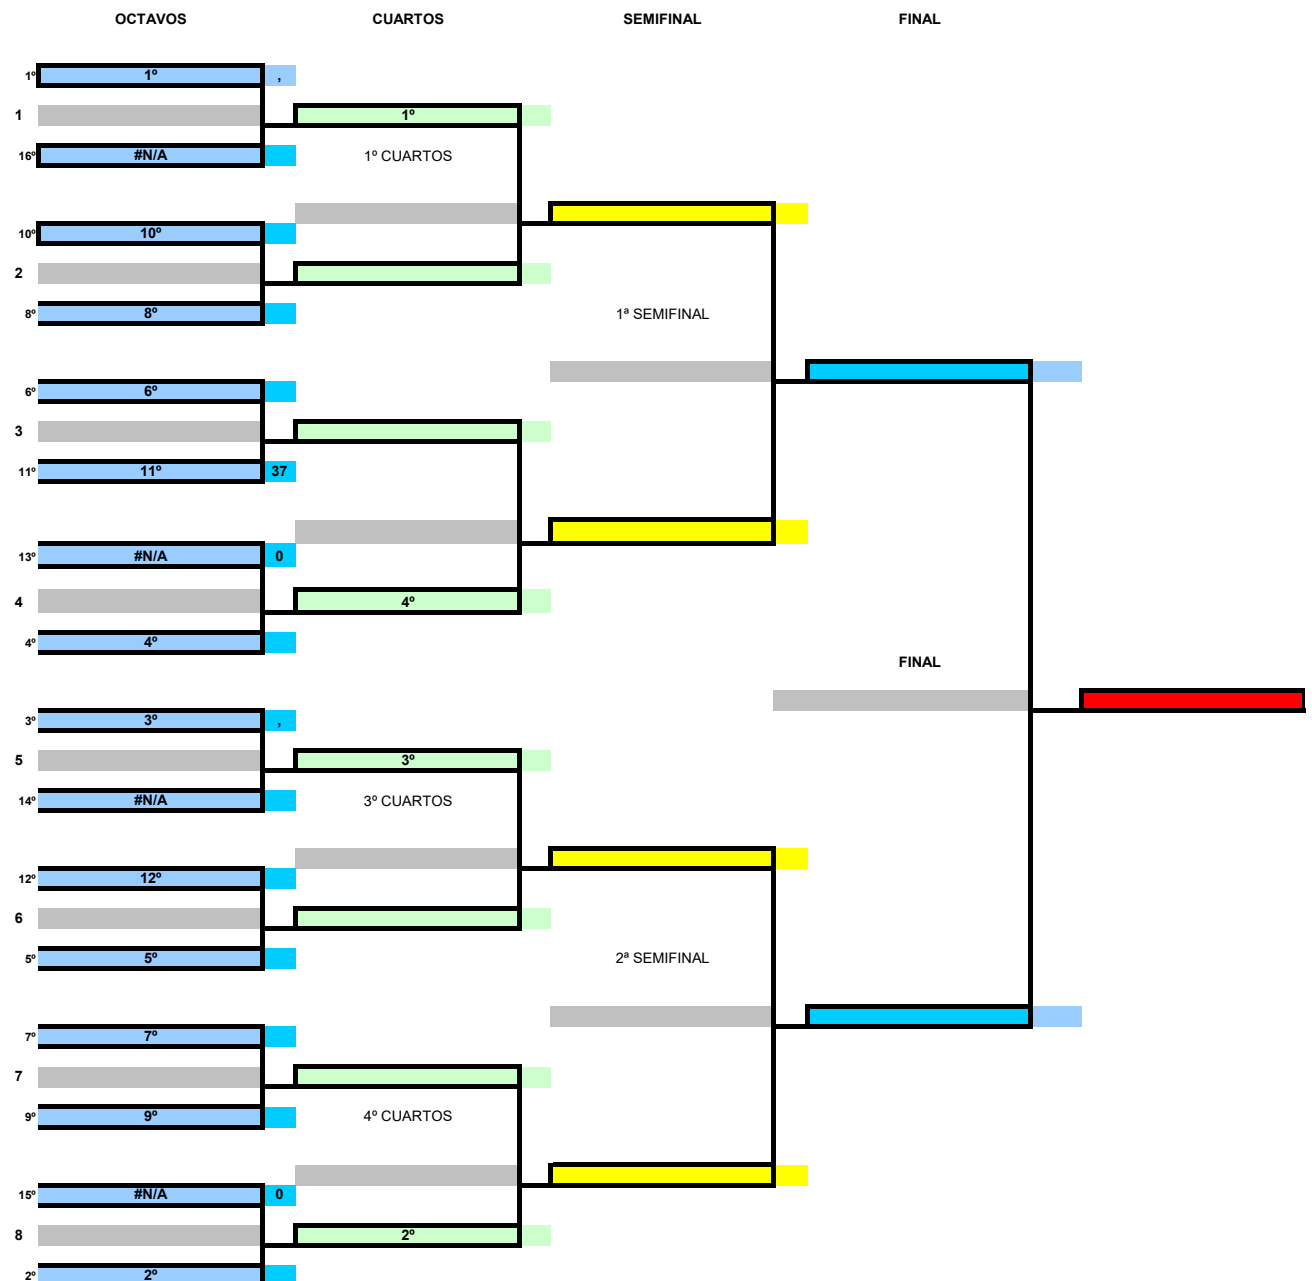 OCTAVOS CUARTOS SEMIFINAL FINAL
1º 1º ,
1 1º
16º #N/A 1º CUARTOS
10º 10º
2
8º 8º 1ª SEMIFINAL
6º 6º
3
11º 11º 37
13º #N/A 0
4 4º
4º 4º
FINAL
3º 3º ,
5 3º
14º #N/A 3º CUARTOS
12º 12º
6
5º 5º 2ª SEMIFINAL
7º 7º
7
9º 9º 4º CUARTOS
15º #N/A 0
8 2º
2º 2º